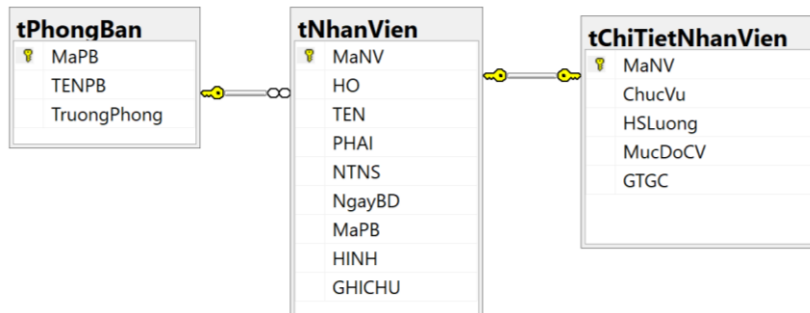 tPhongBan
MaPB
TENPB
TruongPhong
tNhanVien
MaNV
HO
TEN
PHAI
NTNS
NgayBD
MaPB
HINH
GHICHU
tChiTietNhanVien
MaNV
ChucVu
HSLuong
MucDoCV
GTGC